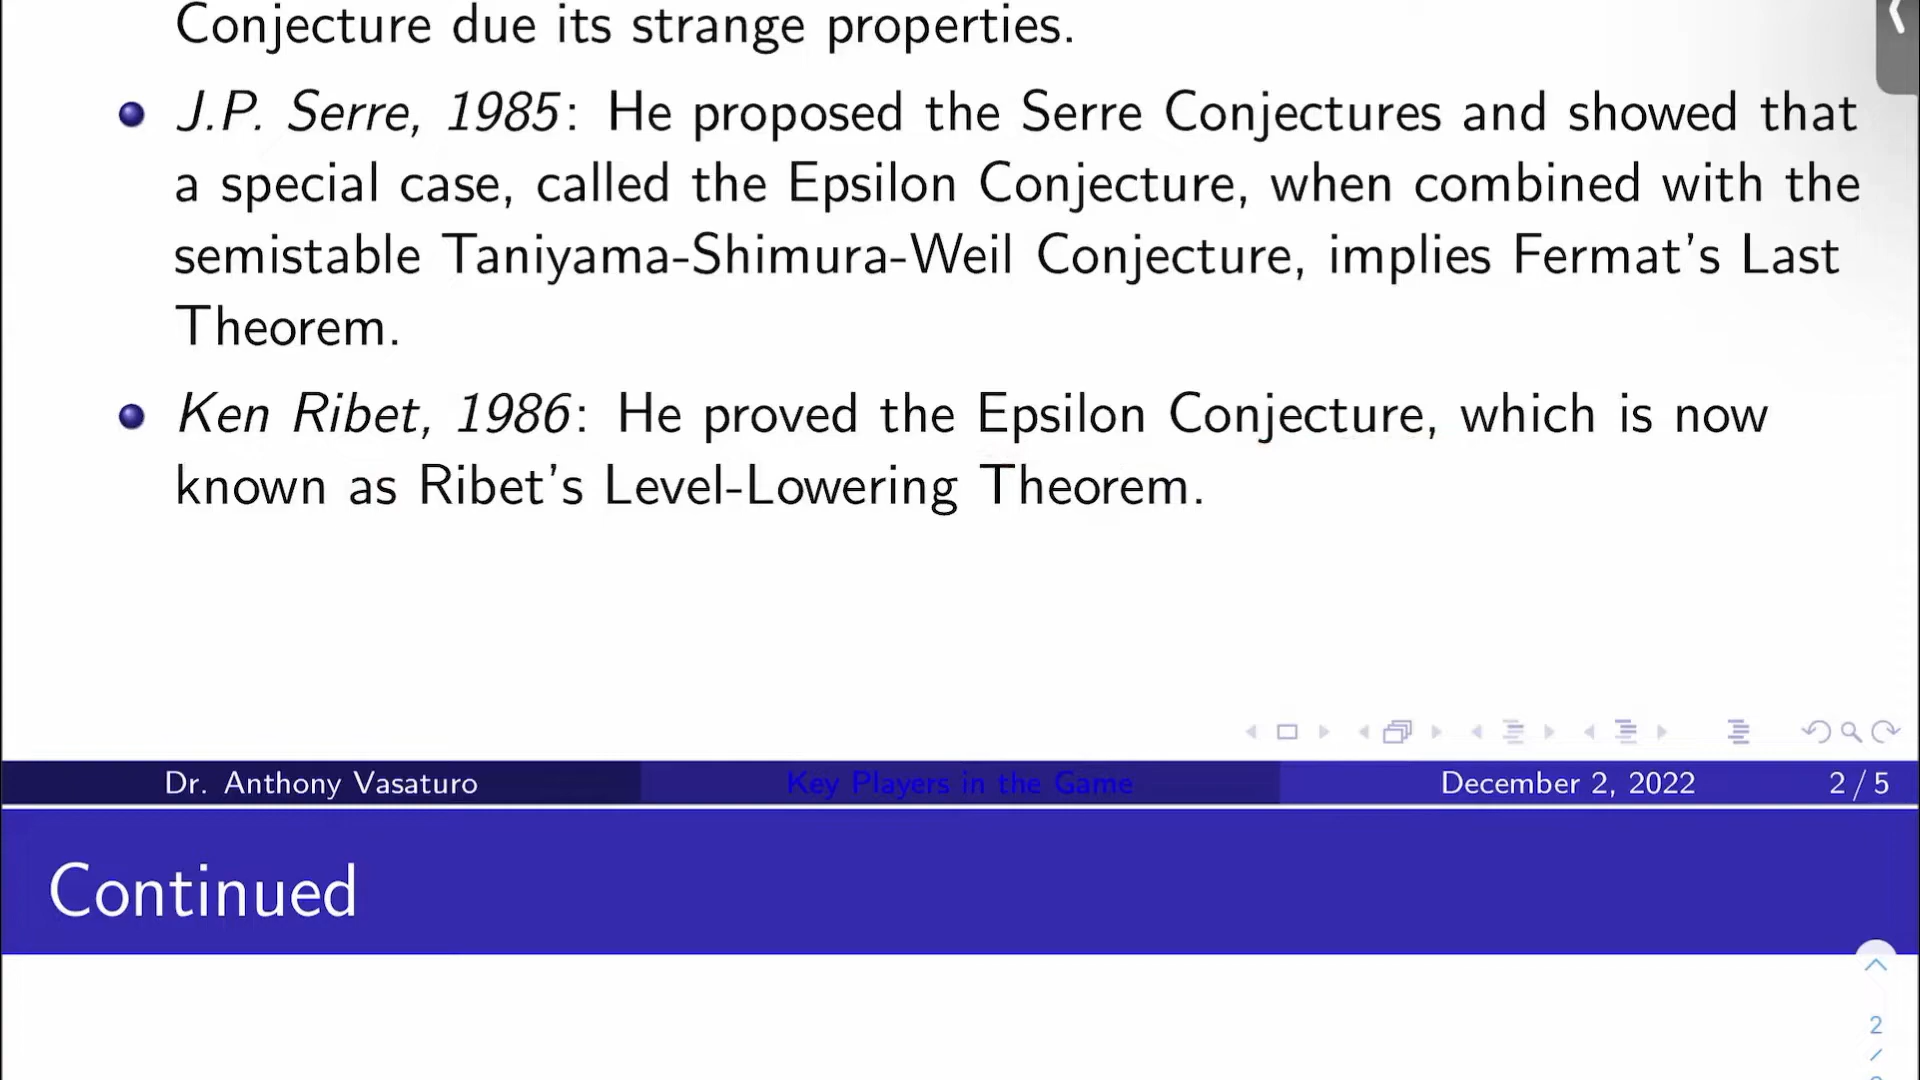 Conjecture due its strange properties.
J.P. Serre, 1985: He proposed the Serre Conjectures and showed that
a special case, called the Epsilon Conjecture, when combined with the
semistable Taniyama-Shimura-Weil Conjecture, implies Fermat's Last
Theorem.
Ken Ribet, 1986: He proved the Epsilon Conjecture, which is now
known as Ribet's Level-Lowering Theorem.
Dr. Anthony Vasaturo Key Players in the Game December 2, 2022 2 / 5
Continued
2
/